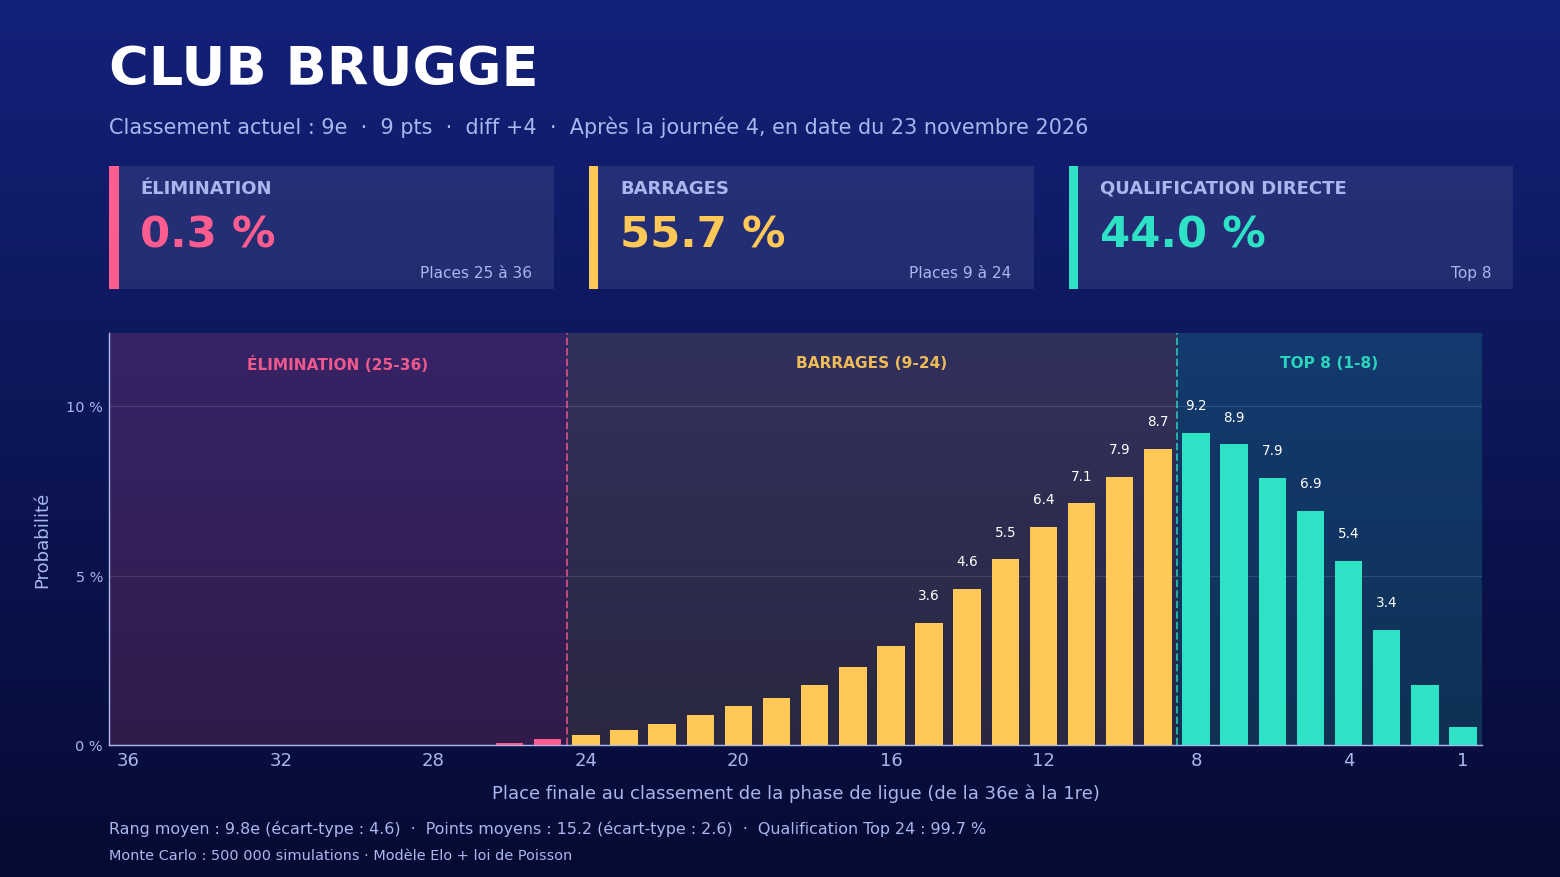 CLUB BRUGGE
Classement actuel : 9e · 9 pts · diff +4 · Après la journée 4, en date du 23 novembre 2026
ÉLIMINATION
0.3 %
Places 25 à 36
BARRAGES
55.7 %
Places 9 à 24
QUALIFICATION DIRECTE
44.0 %
Top 8
ÉLIMINATION (25-36)
BARRAGES (9-24)
TOP 8 (1-8)
Probabilité
10 %
5 %
0 %
3.6
4.6
5.5
6.4
7.1
7.9
8.7
9.2
8.9
7.9
6.9
5.4
3.4
36 32 28 24 20 16 12 8 4 1
Place finale au classement de la phase de ligue (de la 36e à la 1re)
Rang moyen : 9.8e (écart-type : 4.6) · Points moyens : 15.2 (écart-type : 2.6) · Qualification Top 24 : 99.7 %
Monte Carlo : 500 000 simulations · Modèle Elo + loi de Poisson